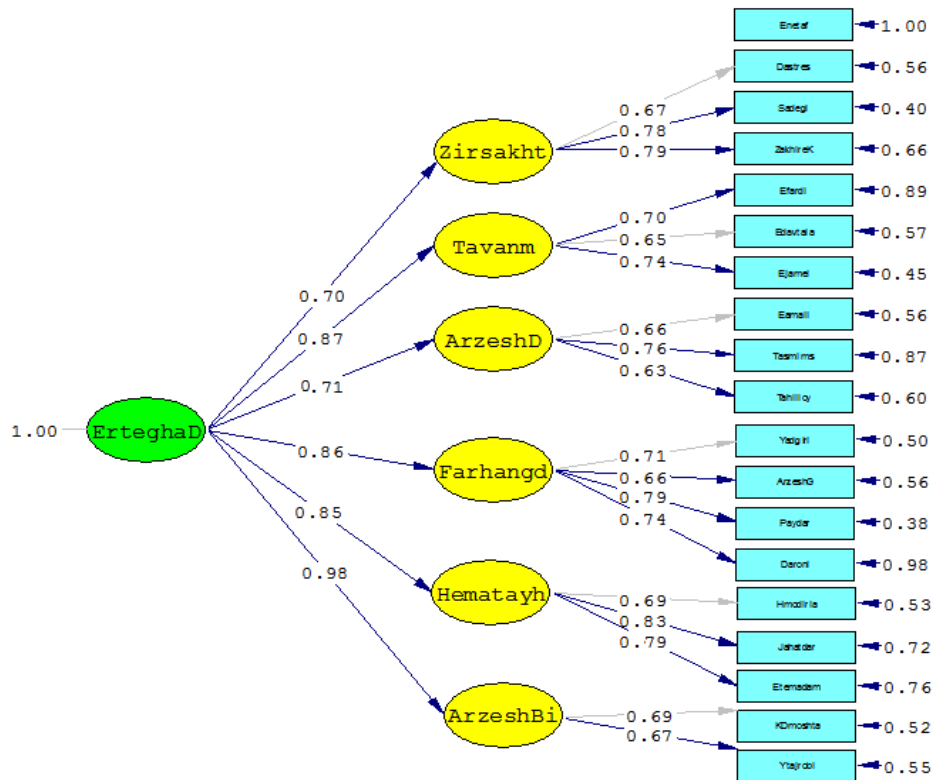 Enetaf
1.00
Dastres
0.56
0.67
Sadegi
0.40
0.78
Zirsakht
0.79
ZakhireK
0.66
Efardi
0.89
0.70
Tavanm
0.65
0.57
0.74
Ejamei
0.45
0.70
0.87
Eamali
0.56
0.66
ArzeshD
0.76
Tasmims
0.87
0.63
0.71
0.60
1.00
ErteghaD
Yadgiri
0.50
0.71
0.86
Farhangd
0.66
ArzeshG
0.56
0.79
Paydar
0.38
0.74
0.85
Daroni
0.98
0.98
Hematayh
0.69
0.53
0.83
Jahatdar
0.72
0.79
Etemadam
0.76
ArzeshBi
0.69
KDmoshta
0.52
0.67
0.55